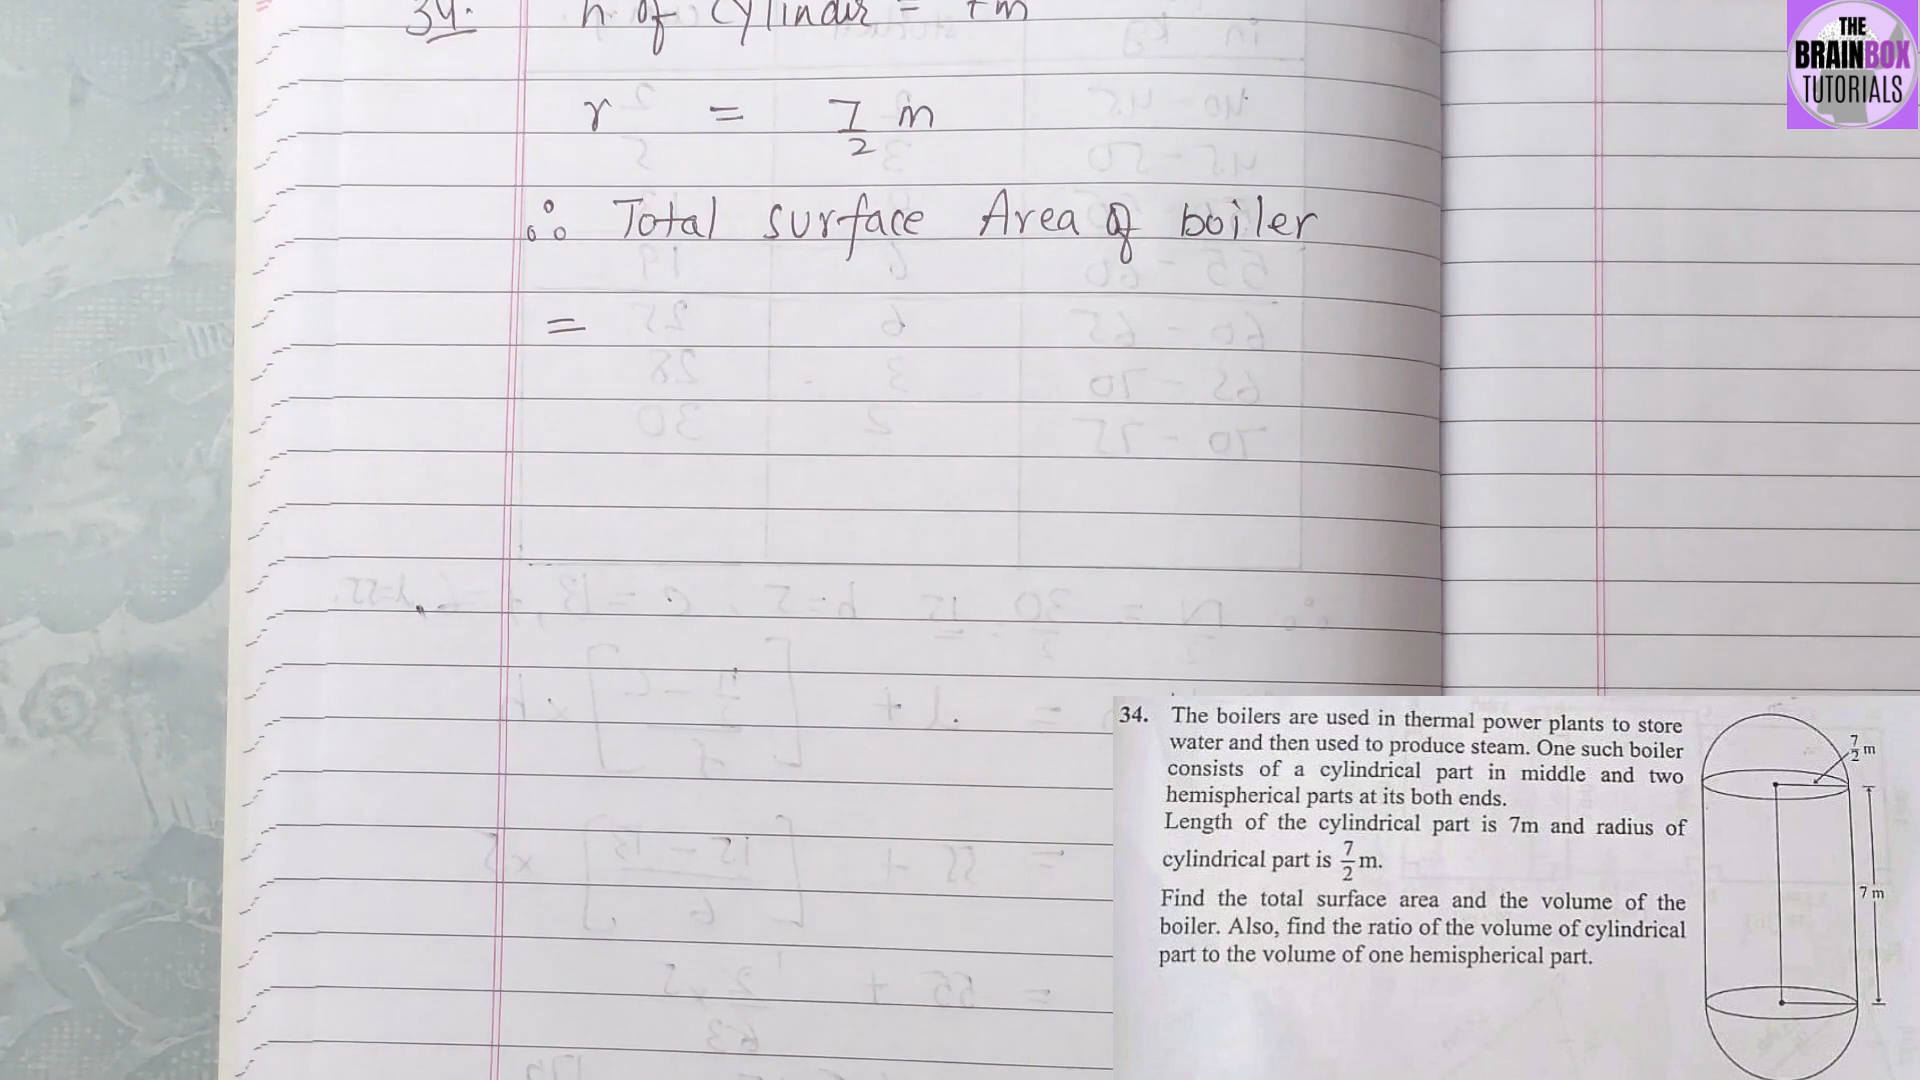 34. h of cylinder = 7m
r = 7/2 m
∴ Total surface Area of boiler
=
THE
BRAINBOX
TUTORIALS
34. The boilers are used in thermal power plants to store
water and then used to produce steam. One such boiler
consists of a cylindrical part in middle and two
hemispherical parts at its both ends.
Length of the cylindrical part is 7m and radius of
cylindrical part is 7/2 m.
Find the total surface area and the volume of the
boiler. Also, find the ratio of the volume of cylindrical
part to the volume of one hemispherical part.
7/2 m
7 m